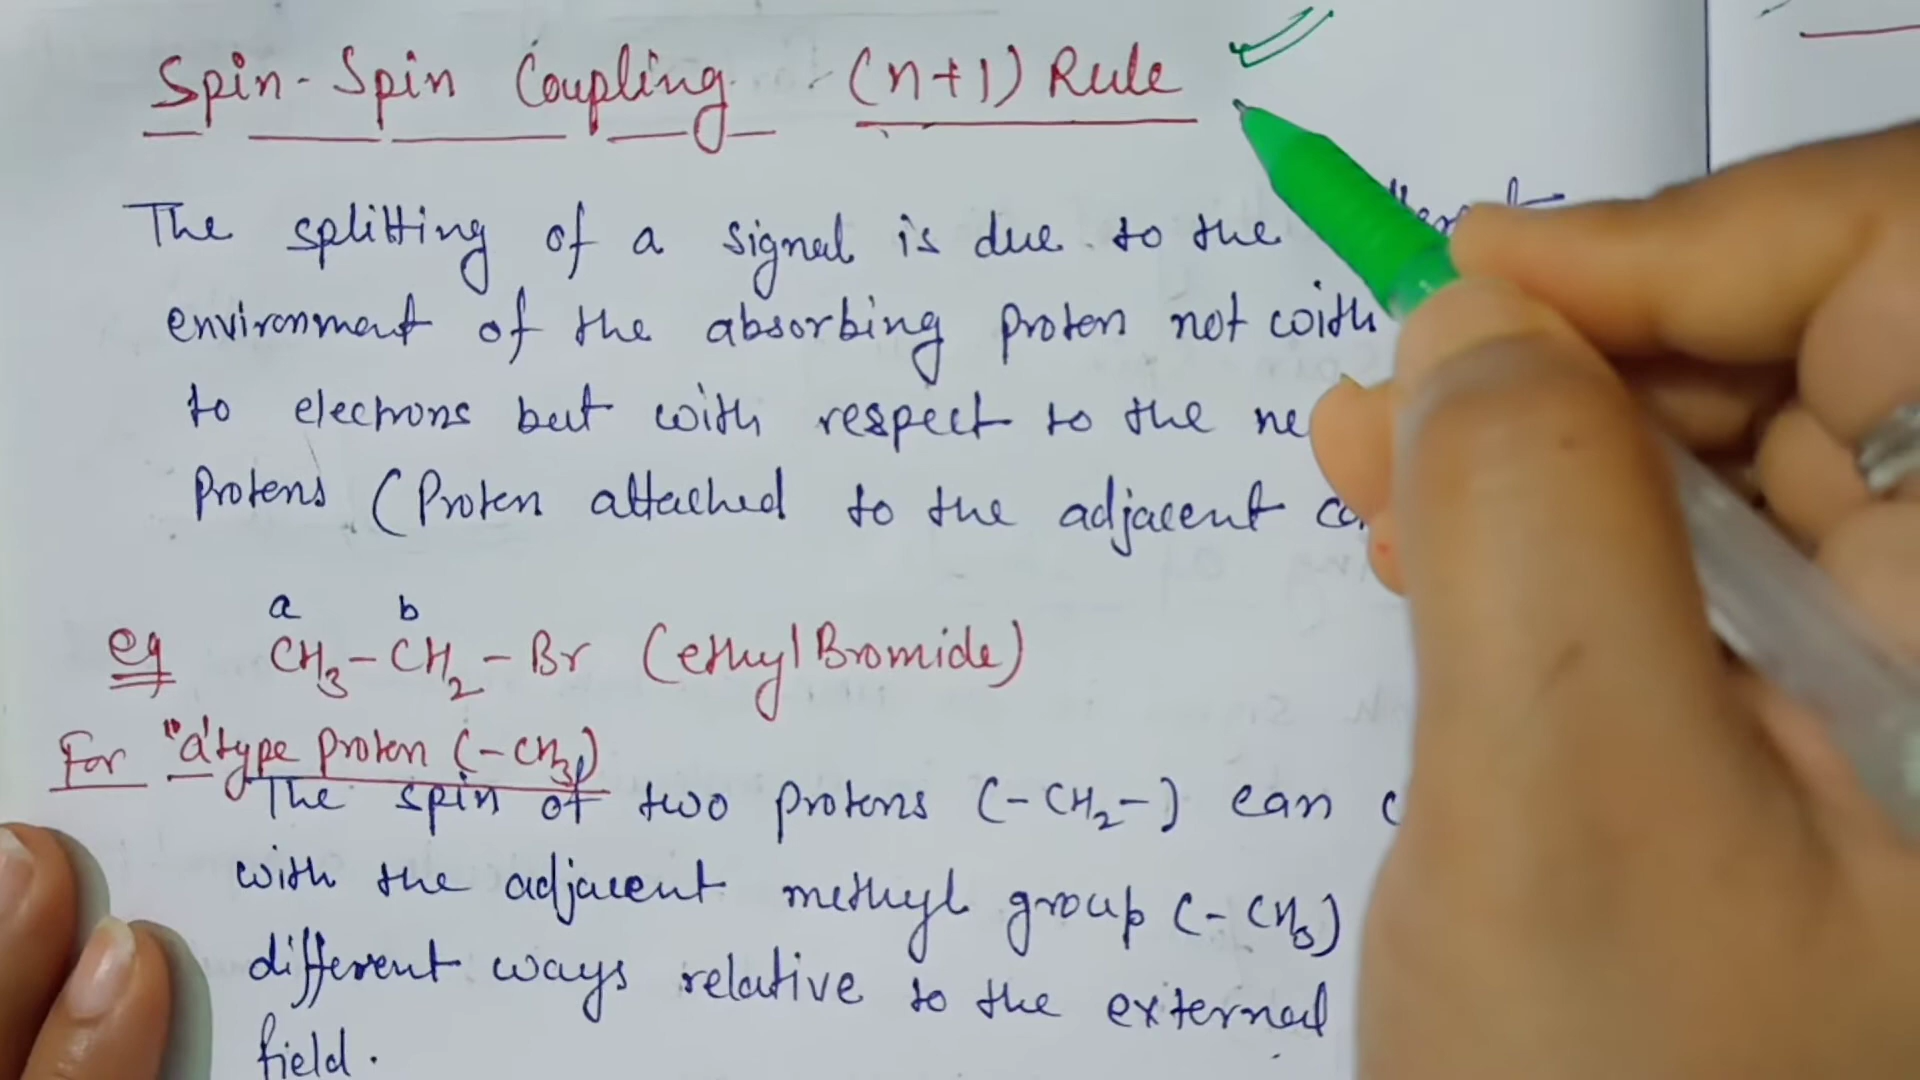 Spin-Spin Coupling (n+1) Rule
The splitting of a signal is due to the
environment of the absorbing proton not with
to electrons but with respect to the
Protons (Proton attached to the adjacent
a b
eg CH3-CH2-Br (ethyl Bromide)
For "a' type proton (-CH3)
The spin of two protons (-CH2-) can
with the adjacent methyl group (-CH3)
different ways relative to the external
field.